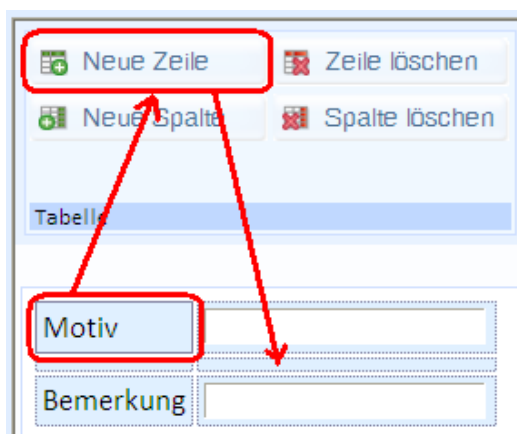 Neue Zeile Zeile löschen
Neue Spalte Spalte löschen
Tabelle
Motiv
Bemerkung